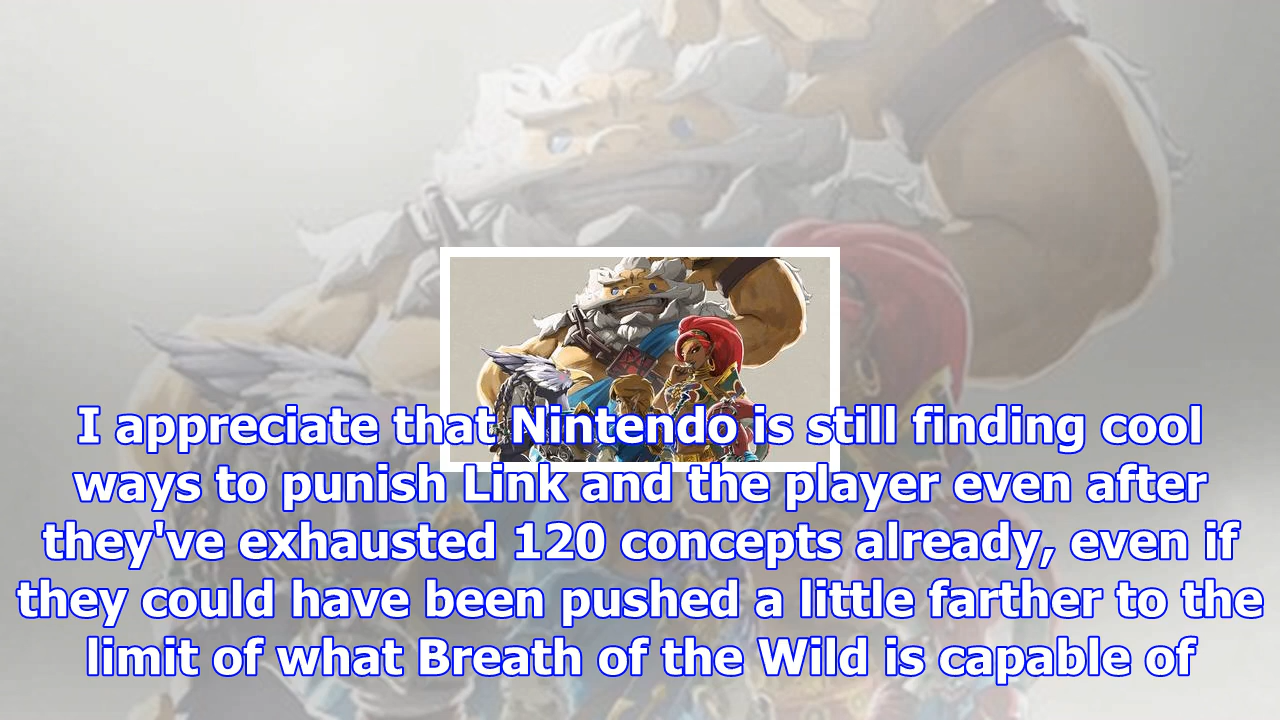 I appreciate that Nintendo is still finding cool
ways to punish Link and the player even after
they've exhausted 120 concepts already, even if
they could have been pushed a little farther to the
limit of what Breath of the Wild is capable of